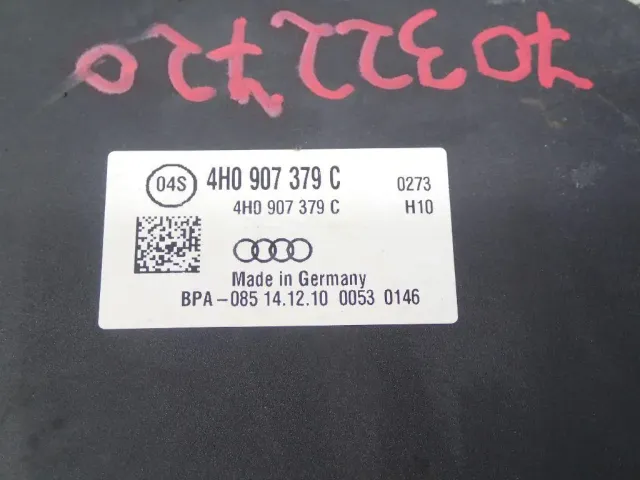 04S 4H0 907 379 C 0273
4H0 907 379 C H10
Made in Germany
BPA-085 14.12.10 0053 0146